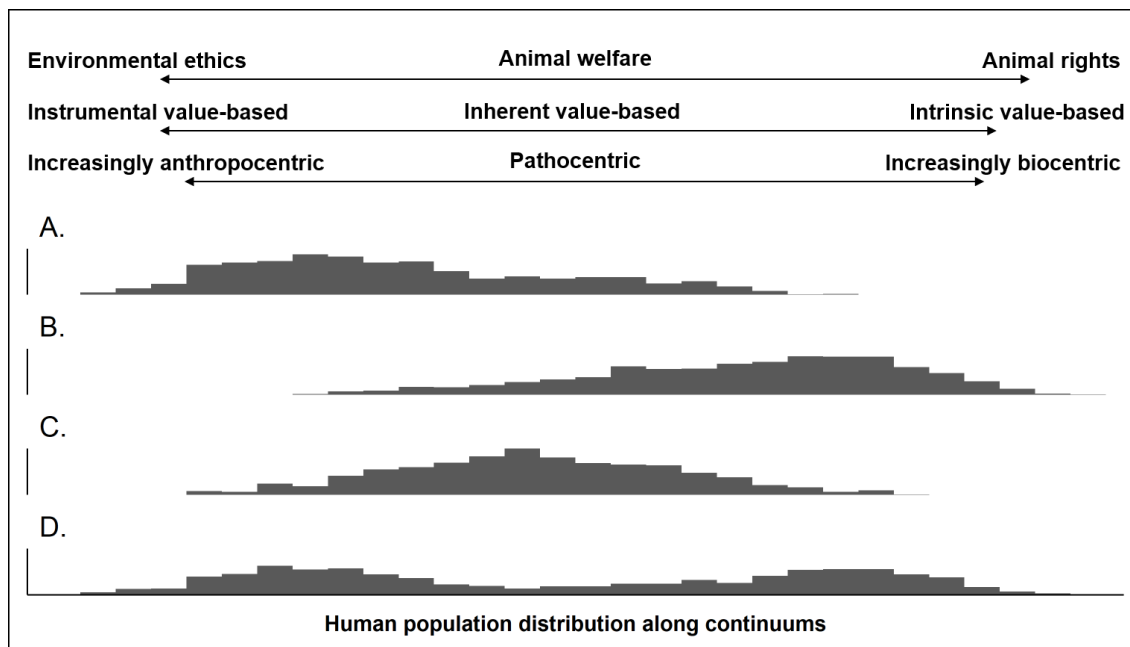 Environmental ethics Animal welfare Animal rights
Instrumental value-based Inherent value-based Intrinsic value-based
Increasingly anthropocentric Pathocentric Increasingly biocentric
A.
B.
C.
D.
Human population distribution along continuums